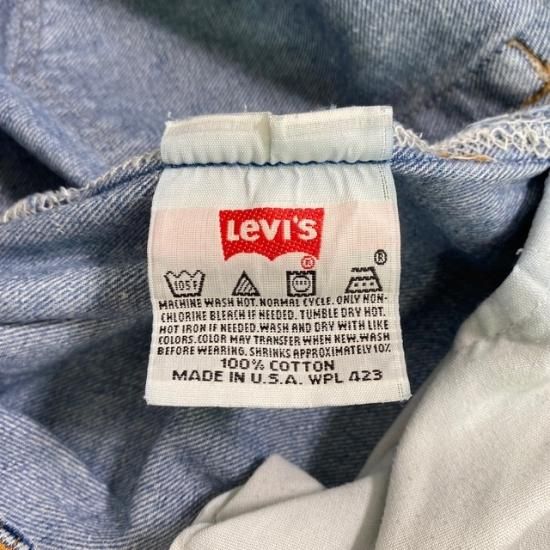 LEVI'S
®
105F
®
MACHINE WASH HOT. NORMAL CYCLE. ONLY NON-
CHLORINE BLEACH IF NEEDED. TUMBLE DRY HOT.
HOT IRON IF NEEDED. WASH AND DRY WITH LIKE
COLORS. COLOR MAY TRANSFER WHEN NEW. WASH
BEFORE WEARING. SHRINKS APPROXIMATELY 10%
100% COTTON
MADE IN U.S.A. WPL 423